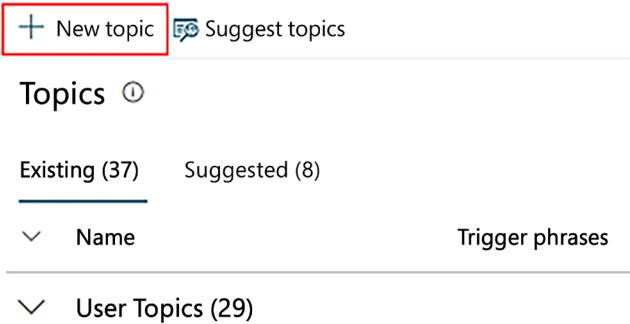 New topic Suggest topics
Topics
Existing (37) Suggested (8)
Name Trigger phrases
User Topics (29)